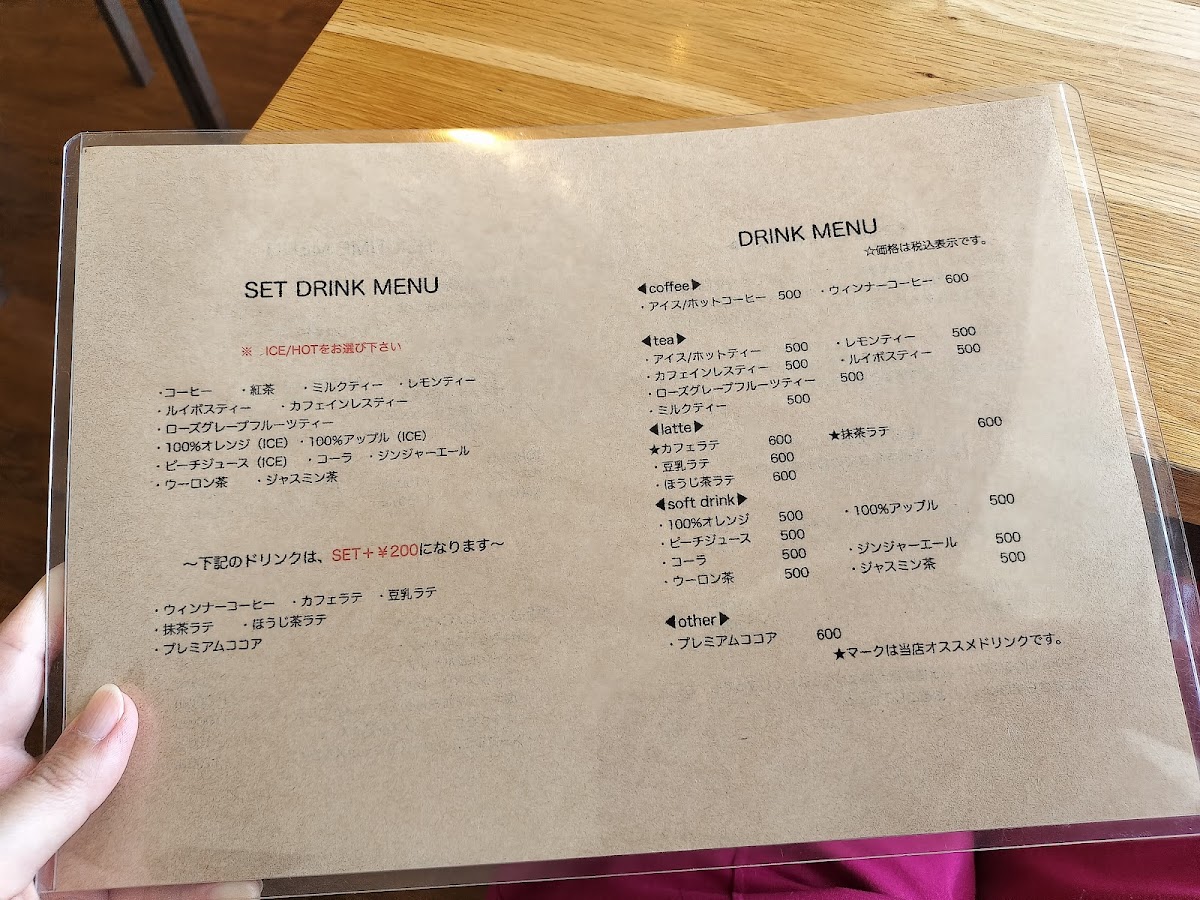 SET DRINK MENU
※ ICE/HOTをお選び下さい
・コーヒー ・紅茶 ・ミルクティー ・レモンティー
・ルイボスティー ・カフェインレスティー
・ローズグレープフルーツティー
・100%オレンジ（ICE）・100%アップル（ICE）
・ピーチジュース（ICE） ・コーラ ・ジンジャーエール
・ウーロン茶 ・ジャスミン茶
～下記のドリンクは、SET＋￥200になります～
・ウィンナーコーヒー ・カフェラテ ・豆乳ラテ
・抹茶ラテ ・ほうじ茶ラテ
・プレミアムココア
DRINK MENU
☆価格は税込表示です。
◀coffee▶
・アイス/ホットコーヒー 500 ・ウィンナーコーヒー 600
◀tea▶
・アイス/ホットティー 500 ・レモンティー 500
・カフェインレスティー 500 ・ルイボスティー 500
・ローズグレープフルーツティー 500
・ミルクティー 500
◀latte▶
★カフェラテ 600 ★抹茶ラテ 600
・豆乳ラテ 600
・ほうじ茶ラテ 600
◀soft drink▶
・100%オレンジ 500 ・100%アップル 500
・ピーチジュース 500
・コーラ 500 ・ジンジャーエール 500
・ウーロン茶 500 ・ジャスミン茶 500
◀other▶
・プレミアムココア 600
★マークは当店オススメドリンクです。